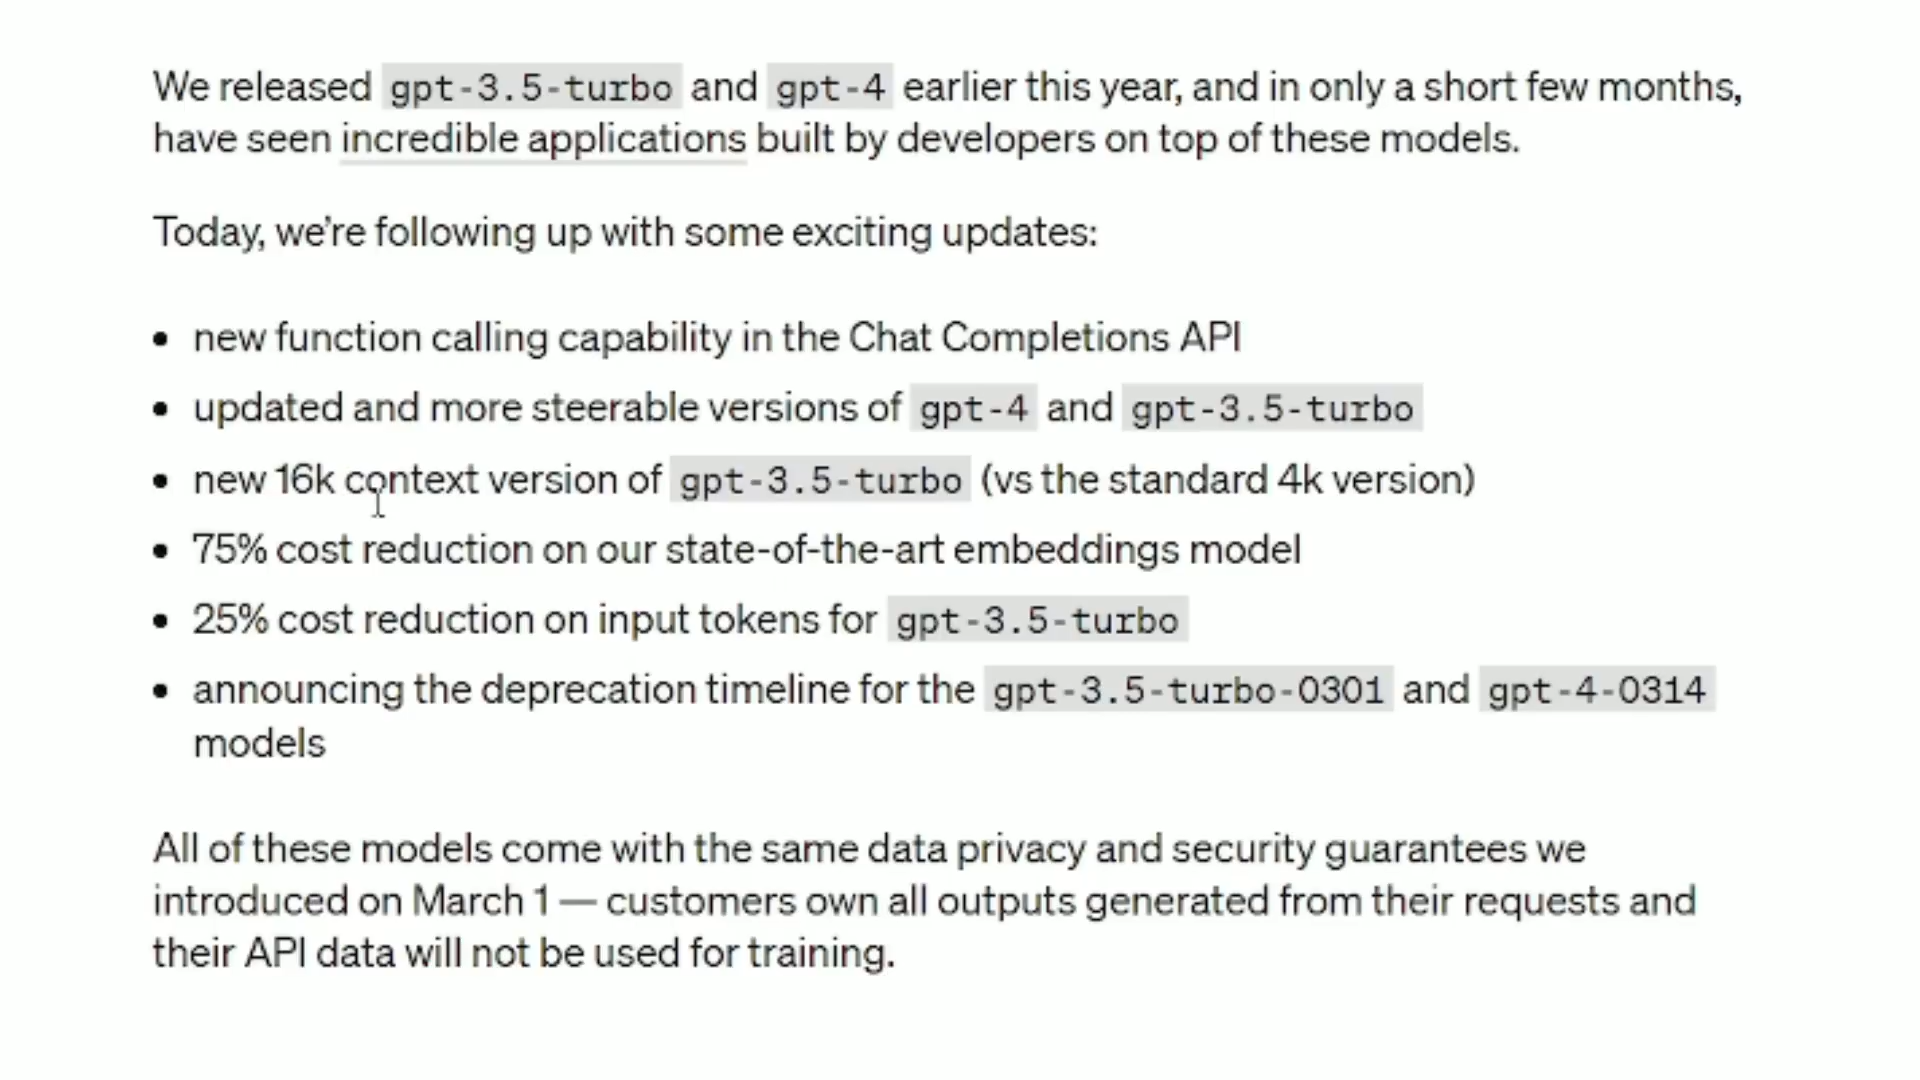 We released gpt-3.5-turbo and gpt-4 earlier this year, and in only a short few months,
have seen incredible applications built by developers on top of these models.
Today, we’re following up with some exciting updates:
• new function calling capability in the Chat Completions API
• updated and more steerable versions of gpt-4 and gpt-3.5-turbo
• new 16k context version of gpt-3.5-turbo (vs the standard 4k version)
• 75% cost reduction on our state-of-the-art embeddings model
• 25% cost reduction on input tokens for gpt-3.5-turbo
• announcing the deprecation timeline for the gpt-3.5-turbo-0301 and gpt-4-0314
models
All of these models come with the same data privacy and security guarantees we
introduced on March 1 — customers own all outputs generated from their requests and
their API data will not be used for training.